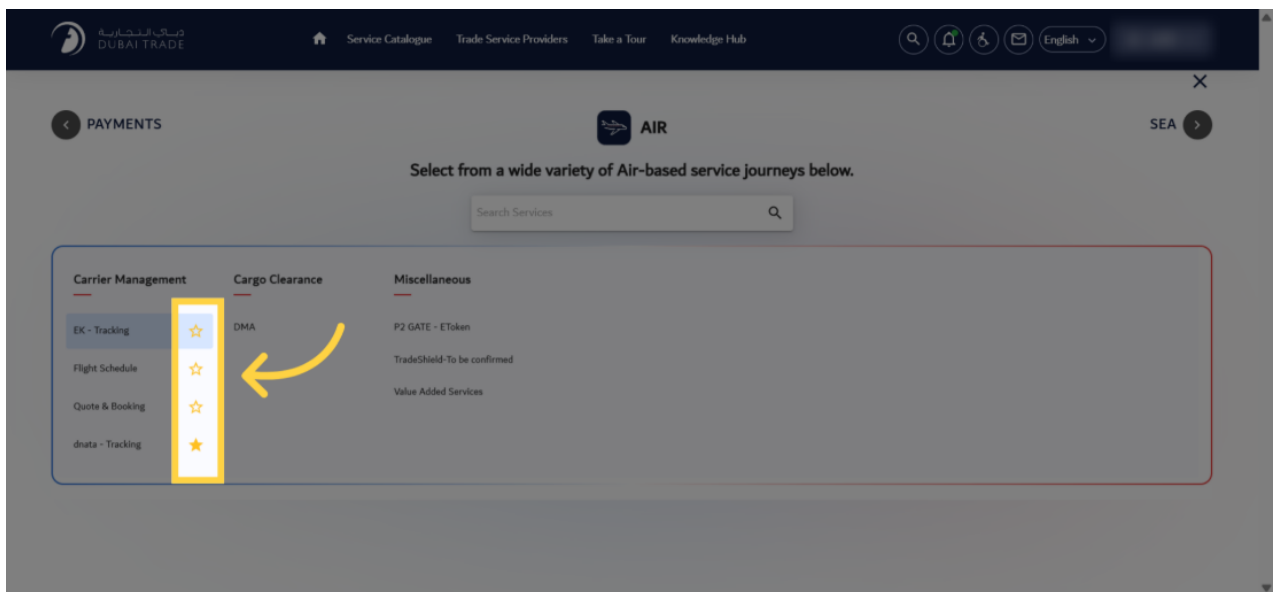 دبي التجارية
DUBAI TRADE
Service Catalogue
Trade Service Providers
Take a Tour
Knowledge Hub
English
PAYMENTS
AIR
SEA
Select from a wide variety of Air-based service journeys below.
Search Services
Carrier Management
Cargo Clearance
Miscellaneous
EK - Tracking
DMA
P2 GATE - EToken
Flight Schedule
TradeShield-To be confirmed
Quote & Booking
Value Added Services
dnata - Tracking